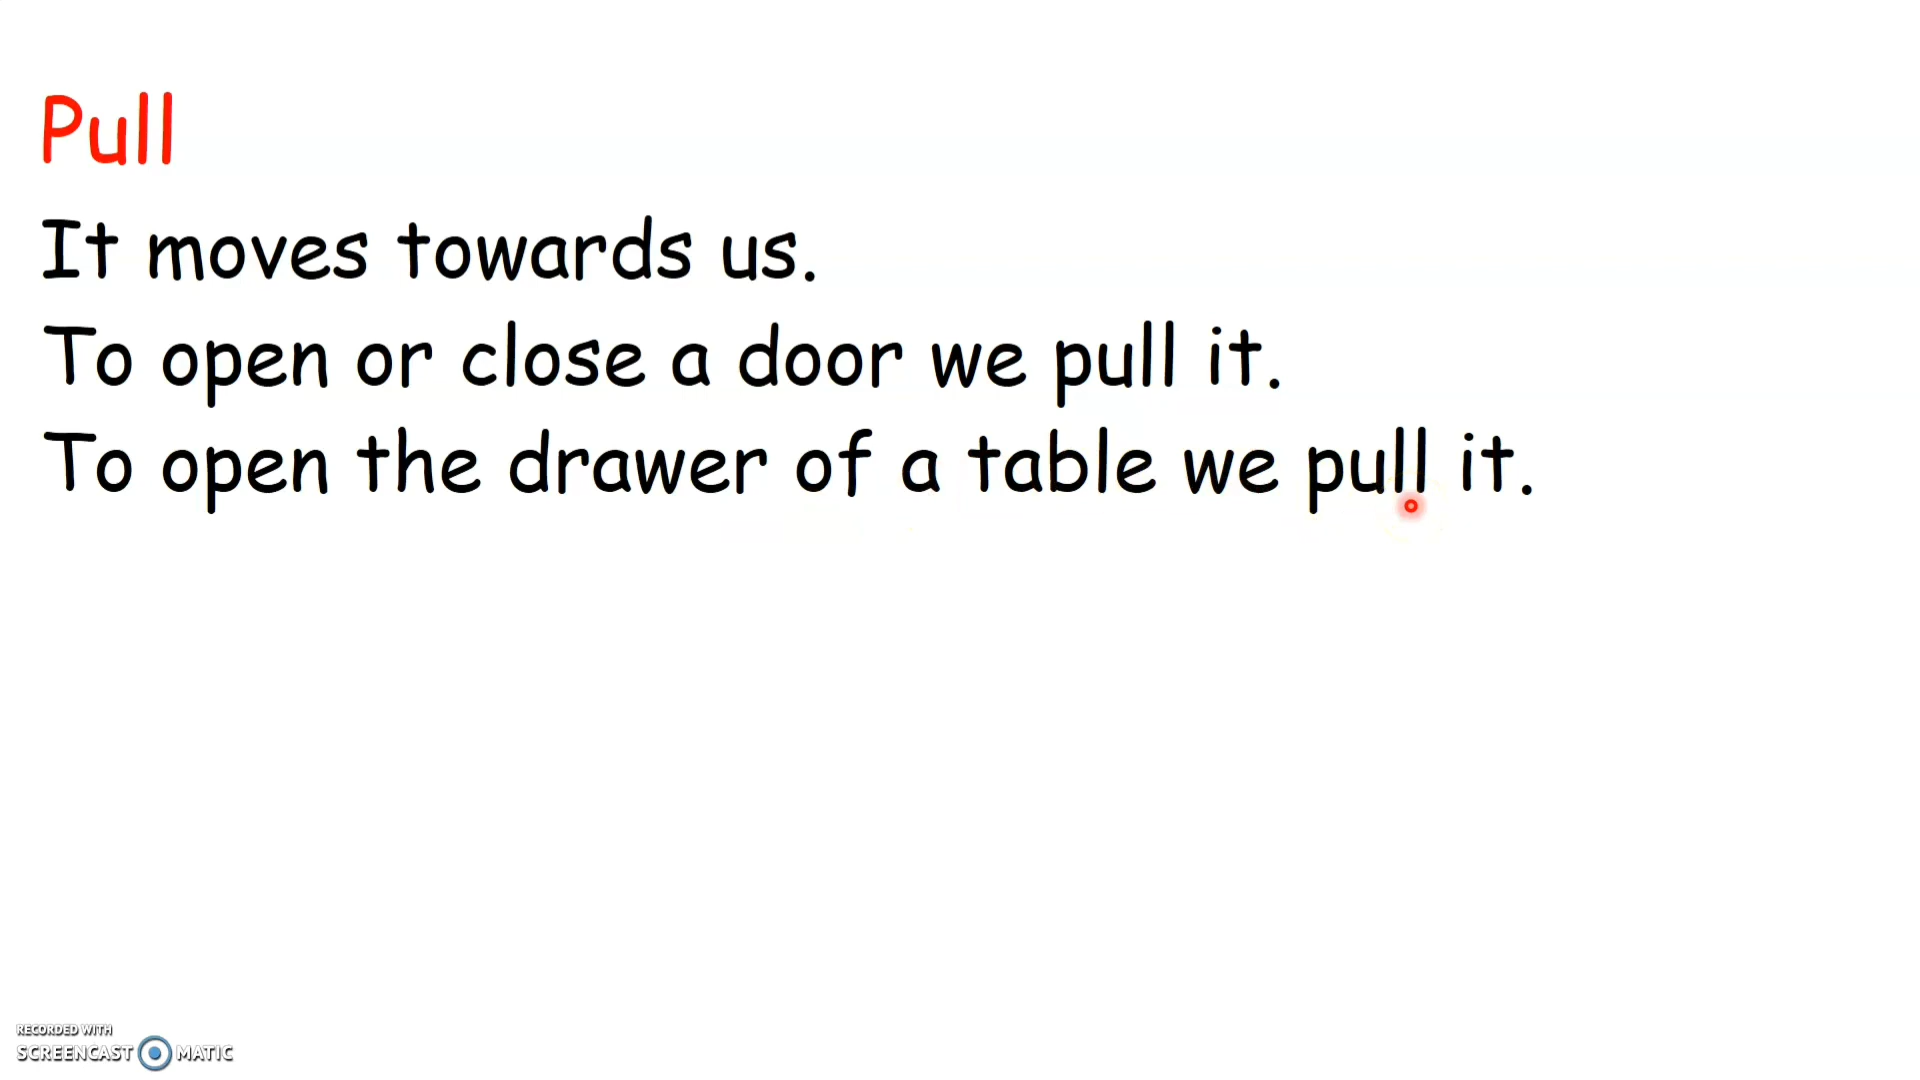 Pull
It moves towards us.
To open or close a door we pull it.
To open the drawer of a table we pull it.
RECORDED WITH
SCREENCAST MATIC